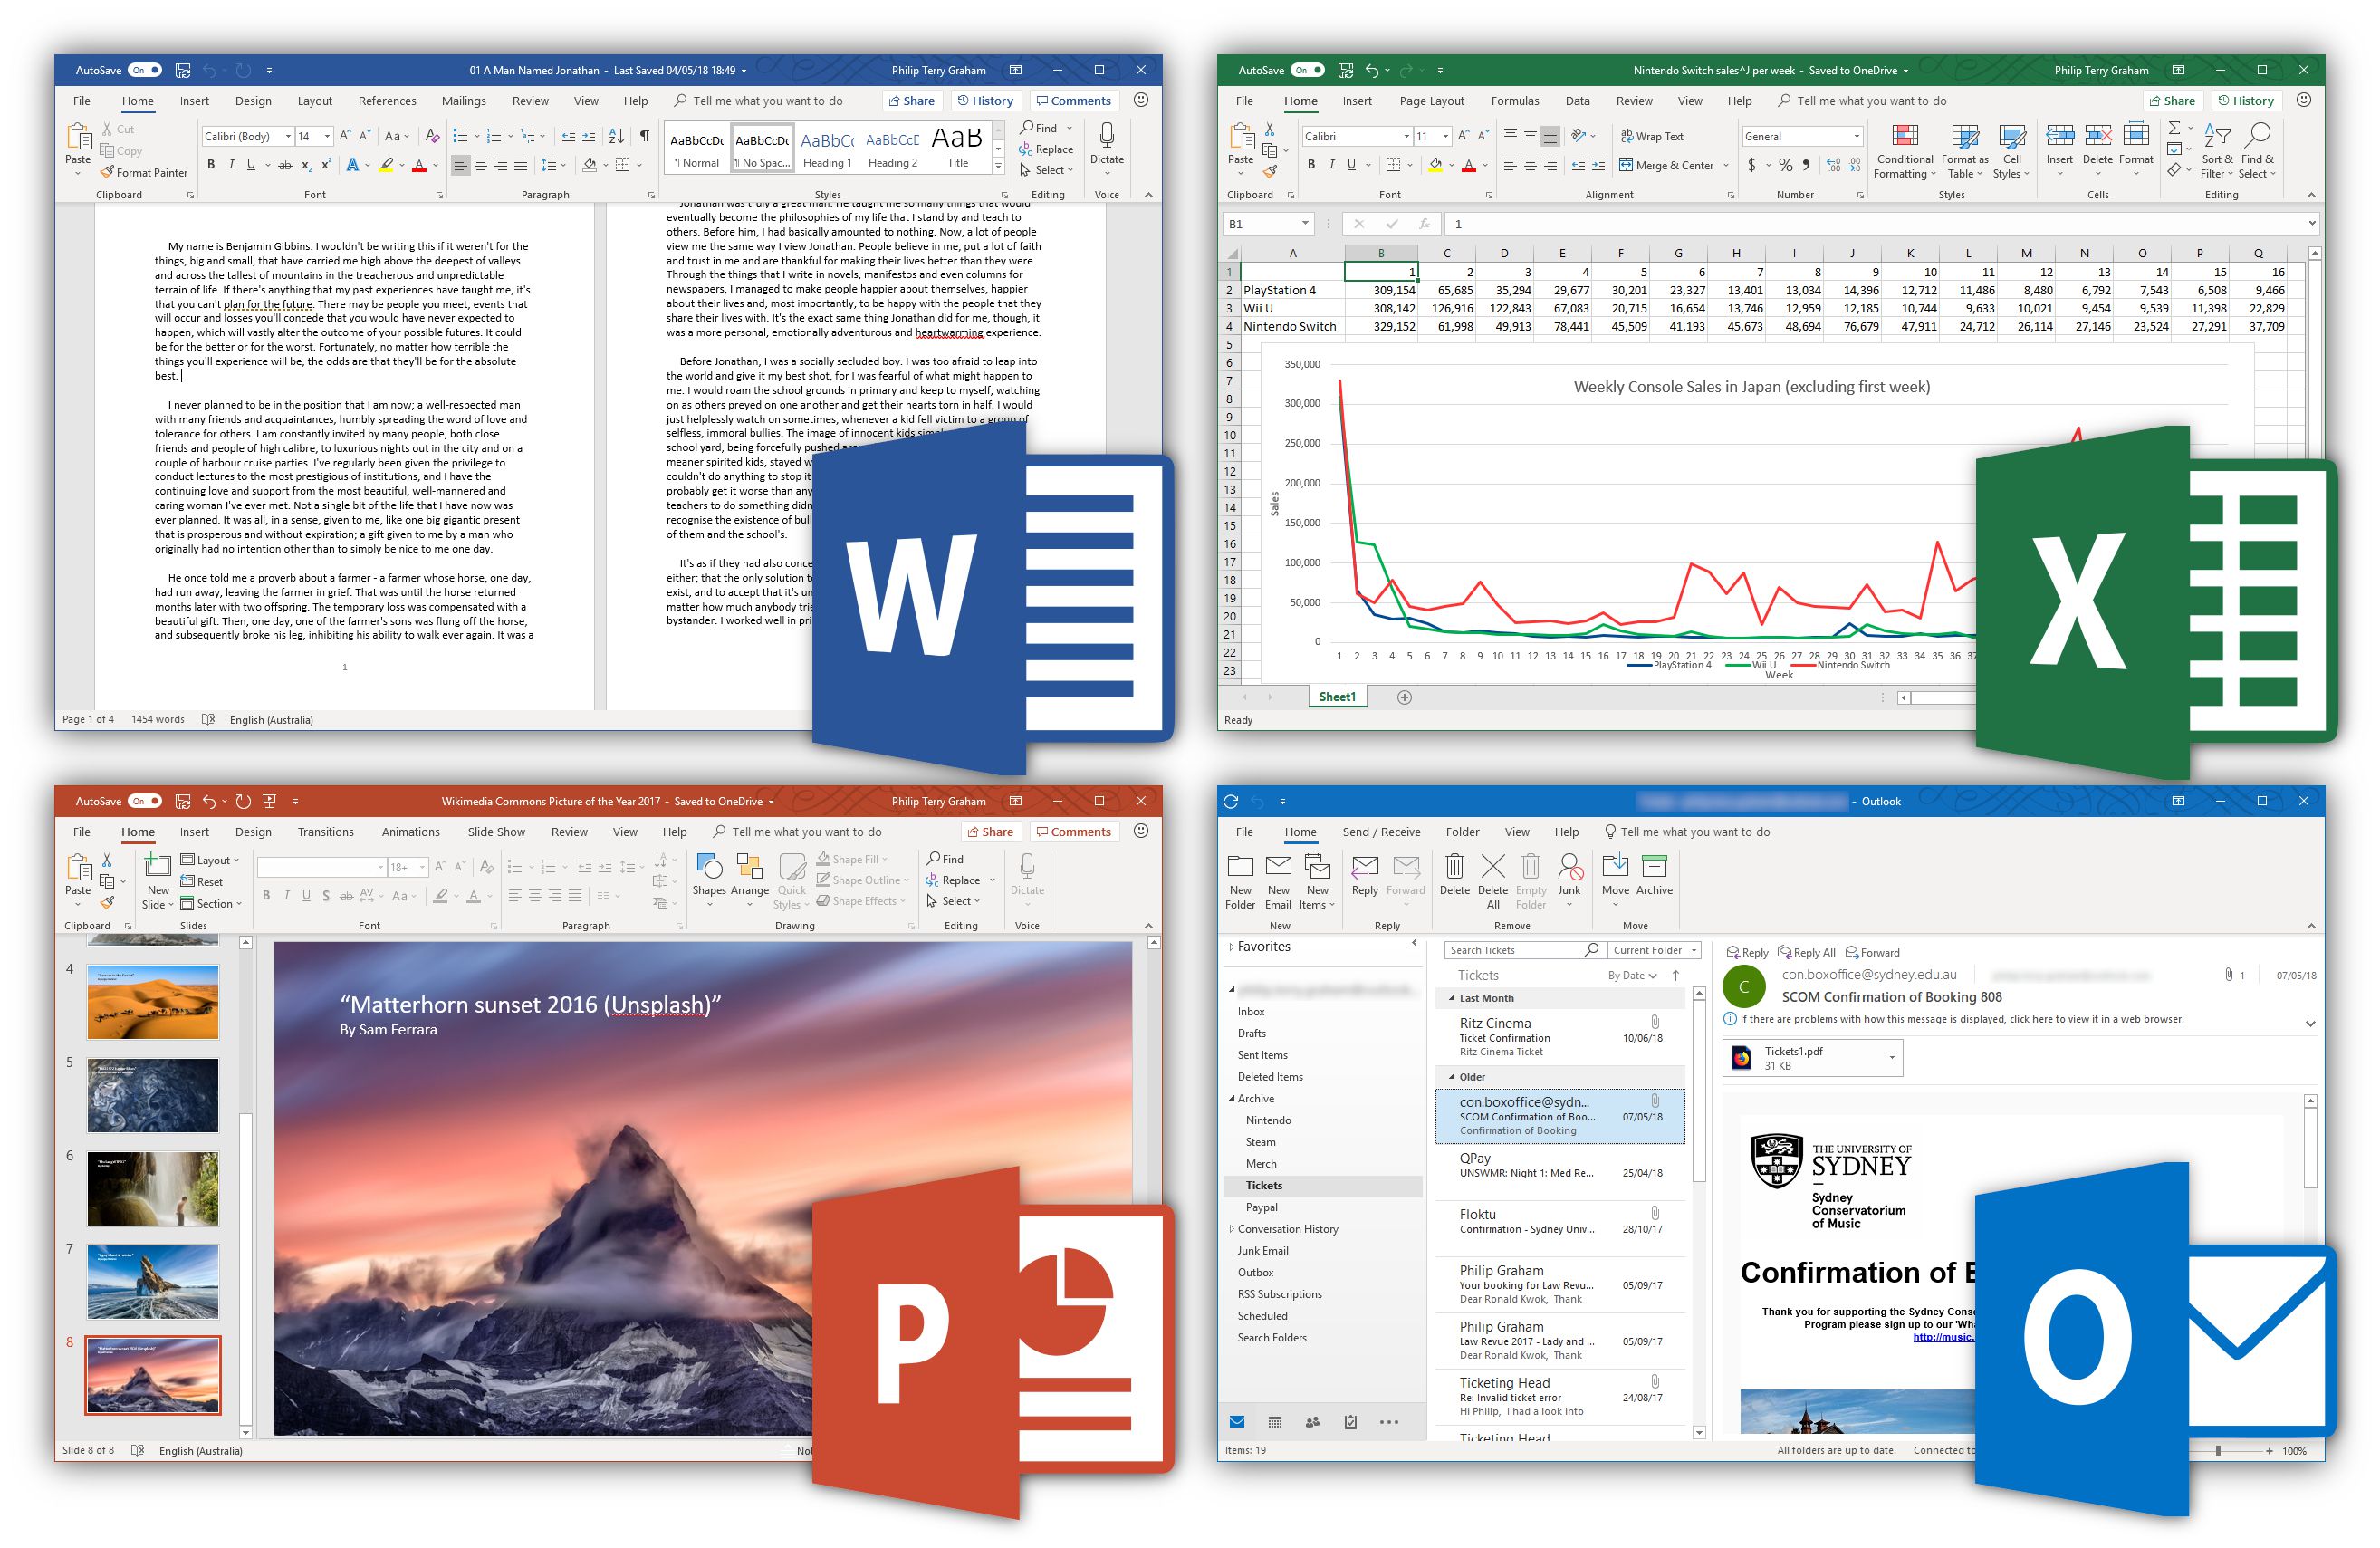 AutoSave On
01 A Man Named Jonathan - Last Saved 04/05/18 18:49
Philip Terry Graham
File Home Insert Design Layout References Mailings Review View Help Tell me what you want to do Share History Comments
Paste Cut Copy Format Painter
Calibri (Body) 14
AaBbCcDc AaBbCcDc AaBbCc AaBbCcD AaB
¶ Normal ¶ No Spac... Heading 1 Heading 2 Title
Find Replace Select
Dictate
Clipboard Font Paragraph Styles Editing Voice
My name is Benjamin Gibbins. I wouldn't be writing this if it weren't for the
things, big and small, that have carried me high above the deepest of valleys
and across the tallest of mountains in the treacherous and unpredictable
terrain of life. If there's anything that my past experiences have taught me, it's
that you can't plan for the future. There may be people you meet, events that
will occur and losses you'll concede that you would have never expected to
happen, which will vastly alter the outcome of your possible futures. It could
be for the better or for the worst. Fortunately, no matter how terrible the
things you'll experience will be, the odds are that they'll be for the absolute
best.
I never planned to be in the position that I am now; a well-respected man
with many friends and acquaintances, humbly spreading the word of love and
tolerance for others. I am constantly invited by many people, both close
friends and people of high calibre, to luxurious nights out in the city and on a
couple of harbour cruise parties. I've regularly been given the privilege to
conduct lectures to the most prestigious of institutions, and I have the
continuing love and support from the most beautiful, well-mannered and
caring woman I've ever met. Not a single bit of the life that I have now was
ever planned. It was all, in a sense, given to me, like one big gigantic present
that is prosperous and without expiration; a gift given to me by a man who
originally had no intention other than to simply be nice to me one day.
He once told me a proverb about a farmer - a farmer whose horse, one day,
had run away, leaving the farmer in grief. That was until the horse returned
months later with two offspring. The temporary loss was compensated with a
beautiful gift. Then, one day, one of the farmer's sons was flung off the horse,
and subsequently broke his leg, inhibiting his ability to walk ever again. It was a
1
Jonathan was truly a great man. He taught me so many things that would
eventually become the philosophies of my life that I stand by and teach to
others. Before him, I had basically amounted to nothing. Now, a lot of people
view me the same way I view Jonathan. People believe in me, put a lot of faith
and trust in me and are thankful for making their lives better than they were.
Through the things that I write in novels, manifestos and even columns for
newspapers, I managed to make people happier about themselves, happier
about their lives and, most importantly, to be happy with the people that they
share their lives with. It's the exact same thing Jonathan did for me, though, it
was a more personal, emotionally adventurous and heartwarming experience.
Before Jonathan, I was a socially secluded boy. I was too afraid to leap into
the world and give it my best shot, for I was fearful of what might happen to
me. I would roam the school grounds in primary and keep to myself, watching
on as others preyed on one another and get their hearts torn in half. I would
just helplessly watch on sometimes, whenever a kid fell victim to a group of
selfless, immoral bullies. The image of innocent kids
school yard, being forcefully pushed
meaner spirited kids, stayed
couldn't do anything to stop it
probably get it worse than
teachers to do something
recognise the existence of
of them and the school's.
It's as if they had also
either; that the only solution
exist, and to accept that it's
matter how much anybody
bystander. I worked well in
Page 1 of 4 1454 words English (Australia)
W
AutoSave On
Nintendo Switch sales^J per week - Saved to OneDrive
Philip Terry Graham
File Home Insert Page Layout Formulas Data Review View Help Tell me what you want to do Share History
Paste
Calibri 11
Wrap Text
Merge & Center
General
Conditional Formatting Format as Table Cell Styles
Insert Delete Format
Sort & Filter Find & Select
Clipboard Font Alignment Number Styles Cells Editing
B1 fx 1
A B C D E F G H I J K L M N O P Q
1 1 2 3 4 5 6 7 8 9 10 11 12 13 14 15 16
2 PlayStation 4 309,154 65,685 35,294 29,677 30,201 23,327 13,401 13,034 14,396 12,712 11,486 8,480 6,792 7,543 6,508 9,466
3 Wii U 308,142 126,916 122,843 67,083 20,715 16,654 13,746 12,959 12,185 10,744 9,633 10,021 9,454 9,539 11,398 22,829
4 Nintendo Switch 329,152 61,998 49,913 78,441 45,509 41,193 45,673 48,694 76,679 47,911 24,712 26,114 27,146 23,524 27,291 37,709
5
6
7
8
9
10
11
12
13
14
15
16
17
18
19
20
21
22
23
Weekly Console Sales in Japan (excluding first week)
350,000
300,000
250,000
200,000
150,000
100,000
50,000
0
Sales
1 2 3 4 5 6 7 8 9 10 11 12 13 14 15 16 17 18 19 20 21 22 23 24 25 26 27 28 29 30 31 32 33 34 35 36
PlayStation 4 Wii U Nintendo Switch
Week
Sheet1
Ready
X
AutoSave On
Wikimedia Commons Picture of the Year 2017 - Saved to OneDrive
Philip Terry Graham
File Home Insert Design Transitions Animations Slide Show Review View Help Tell me what you want to do Share Comments
Paste
New Slide
Layout
Reset
Section
18+
Shapes Arrange Quick Styles
Shape Fill
Shape Outline
Shape Effects
Find
Replace
Select
Dictate
Clipboard Slides Font Paragraph Drawing Editing Voice
4
5
6
7
8
“Matterhorn sunset 2016 (Unsplash)”
By Sam Ferrara
Slide 8 of 8 English (Australia)
P
- Outlook
File Home Send / Receive Folder View Help Tell me what you want to do
New Folder New Email New Items
Reply Forward
Delete Delete All Empty Folder Junk
Move Archive
New Reply Remove Move
Favorites
Inbox
Drafts
Sent Items
Deleted Items
Archive
Nintendo
Steam
Merch
Tickets
Paypal
Conversation History
Junk Email
Outbox
RSS Subscriptions
Scheduled
Search Folders
Search Tickets Current Folder
Tickets By Date
Last Month
Ritz Cinema
Ticket Confirmation 10/06/18
Ritz Cinema Ticket
Older
con.boxoffice@sydn...
SCOM Confirmation of Boo... 07/05/18
Confirmation of Booking
QPay
UNSWMR: Night 1: Med Re... 25/04/18
Floktu
Confirmation - Sydney Univ... 28/10/17
Philip Graham
Your booking for Law Revu... 05/09/17
Dear Ronald Kwok, Thank
Philip Graham
Law Revue 2017 - Lady and ... 05/09/17
Dear Ronald Kwok, Thank
Ticketing Head
Re: Invalid ticket error 24/08/17
Hi Philip, I had a look into
Ticketing Head
Reply Reply All Forward
con.boxoffice@sydney.edu.au 1 07/05/18
C
SCOM Confirmation of Booking 808
If there are problems with how this message is displayed, click here to view it in a web browser.
Tickets1.pdf
31 KB
THE UNIVERSITY OF
SYDNEY
Sydney
Conservatorium
of Music
Confirmation of
Thank you for supporting the Sydney
Program please sign up to our
http://music.
Items: 19 All folders are up to date. Connected 100%
O